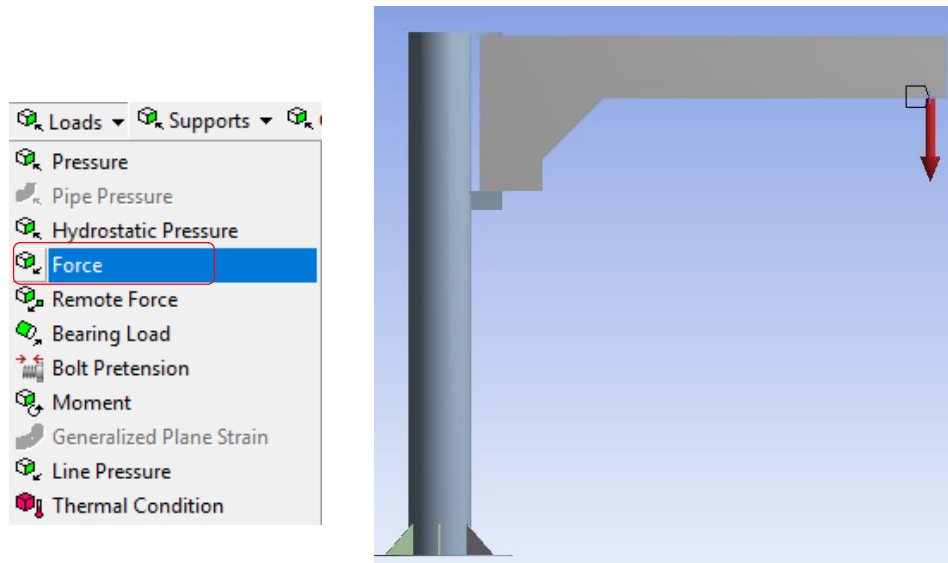 Loads Supports
Pressure
Pipe Pressure
Hydrostatic Pressure
Force
Remote Force
Bearing Load
Bolt Pretension
Moment
Generalized Plane Strain
Line Pressure
Thermal Condition